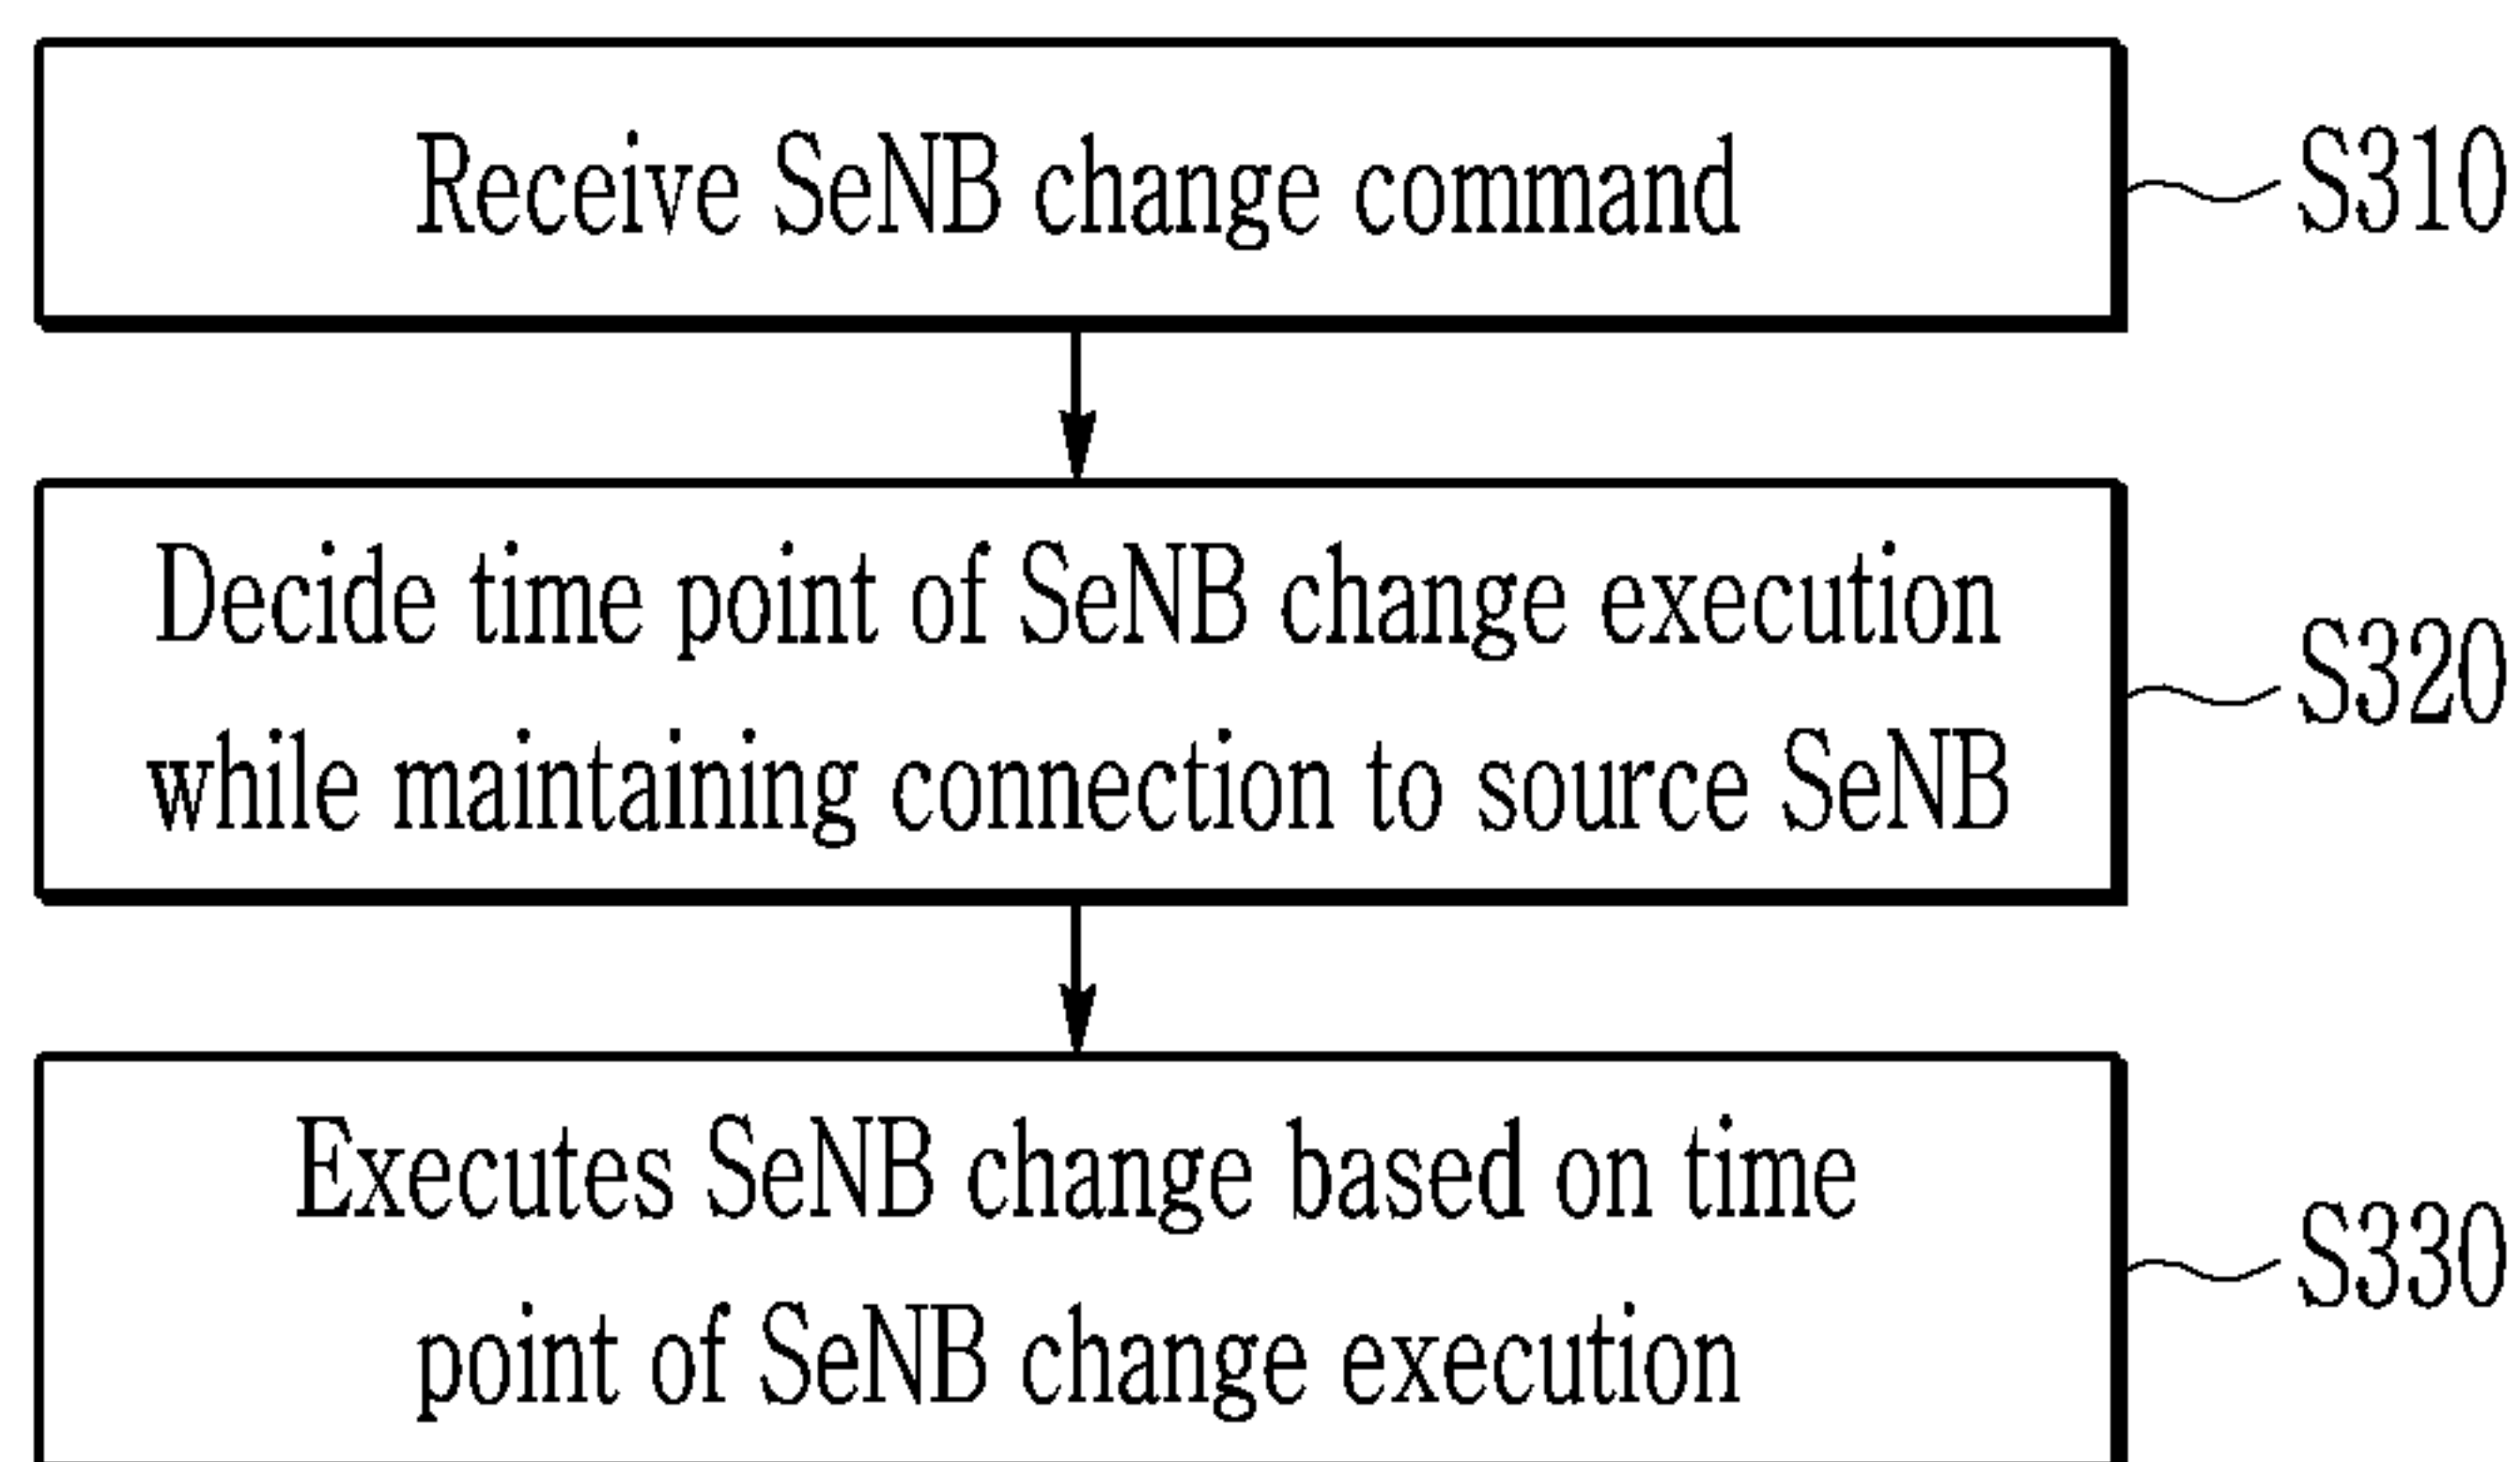 Receive SeNB change command
S310
Decide time point of SeNB change execution
while maintaining connection to source SeNB
S320
Executes SeNB change based on time
point of SeNB change execution
S330